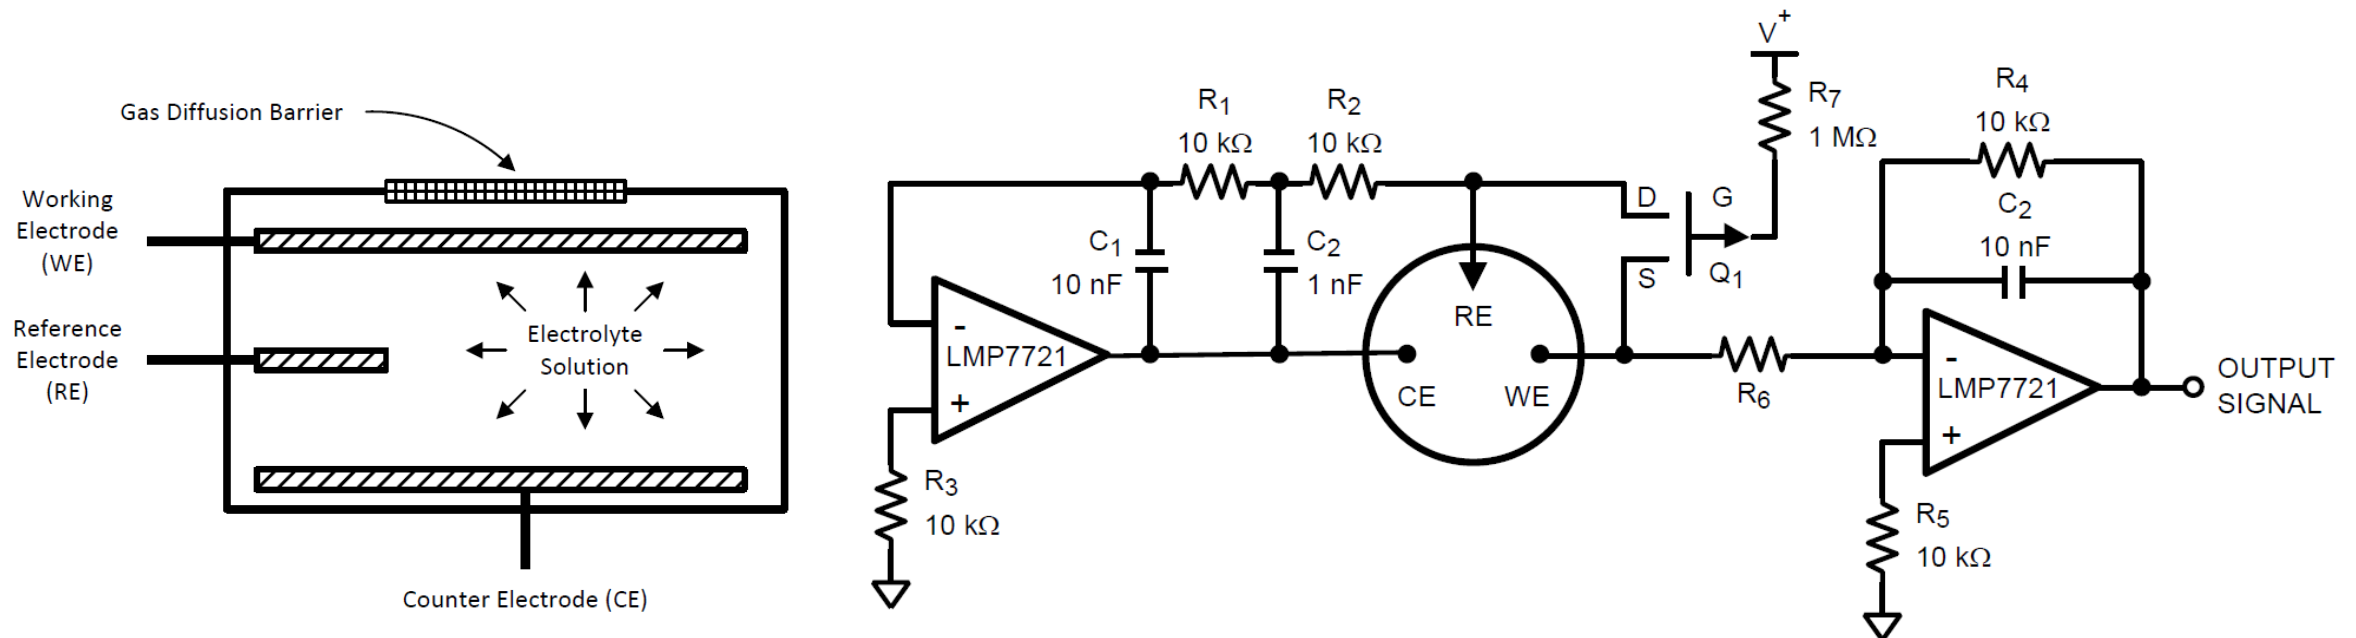 Gas Diffusion Barrier
Working
Electrode
(WE)
Reference
Electrode
(RE)
Electrolyte
Solution
Counter Electrode (CE)
R1
10 kΩ
R2
10 kΩ
C1
10 nF
C2
1 nF
-
LMP7721
+
R3
10 kΩ
RE
CE
WE
V+
R7
1 MΩ
D
G
S
Q1
R6
R4
10 kΩ
C2
10 nF
-
LMP7721
+
R5
10 kΩ
OUTPUT
SIGNAL